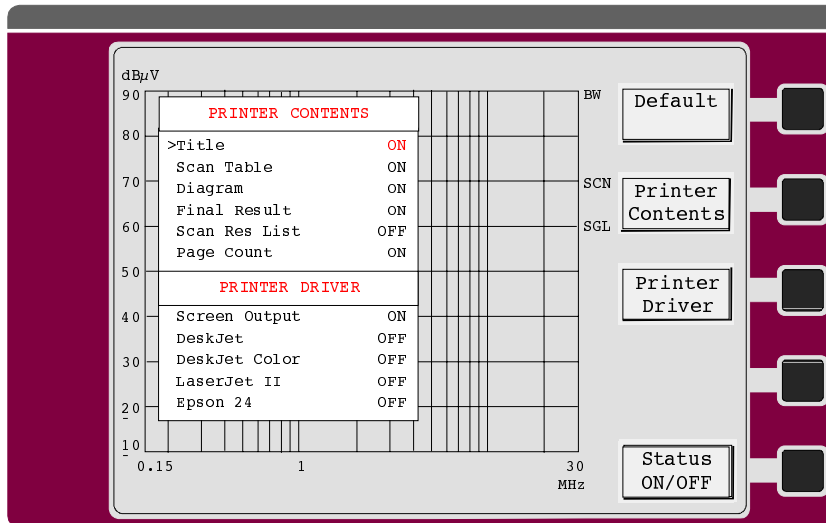 dBµV
90
80
70
60
50
40
30
20
10
0.15
1
30
MHz
PRINTER CONTENTS
>Title ON
Scan Table ON
Diagram ON
Final Result ON
Scan Res List OFF
Page Count ON
PRINTER DRIVER
Screen Output ON
DeskJet OFF
DeskJet Color OFF
LaserJet II OFF
Epson 24 OFF
BW
SCN
SGL
Default
Printer
Contents
Printer
Driver
Status
ON/OFF